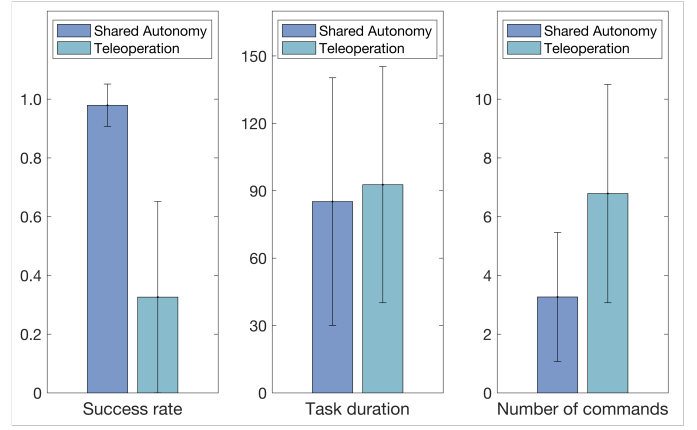 Shared Autonomy
Teleoperation
1.0
0.8
0.6
0.4
0.2
0
Success rate
Shared Autonomy
Teleoperation
150
120
90
60
30
0
Task duration
Shared Autonomy
Teleoperation
10
8
6
4
2
0
Number of commands